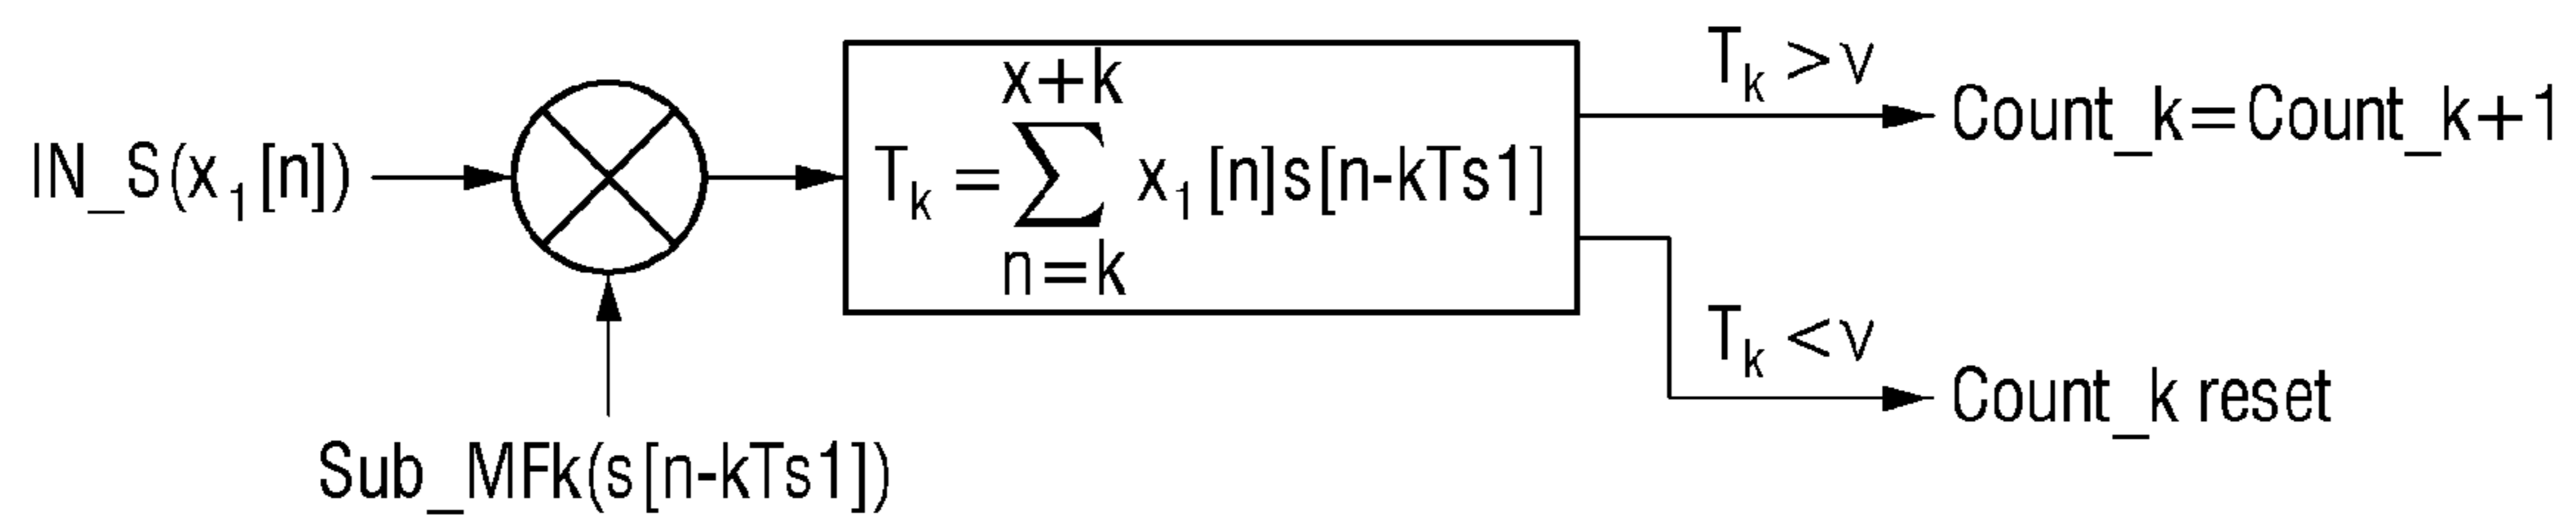 IN_S(x₁[n])
Sub_MFk(s[n-kTs1])
x+k
Tₖ=∑ x₁[n]s[n-kTs1]
n=k
Tₖ>v
Count_k=Count_k+1
Tₖ<v
Count_k reset